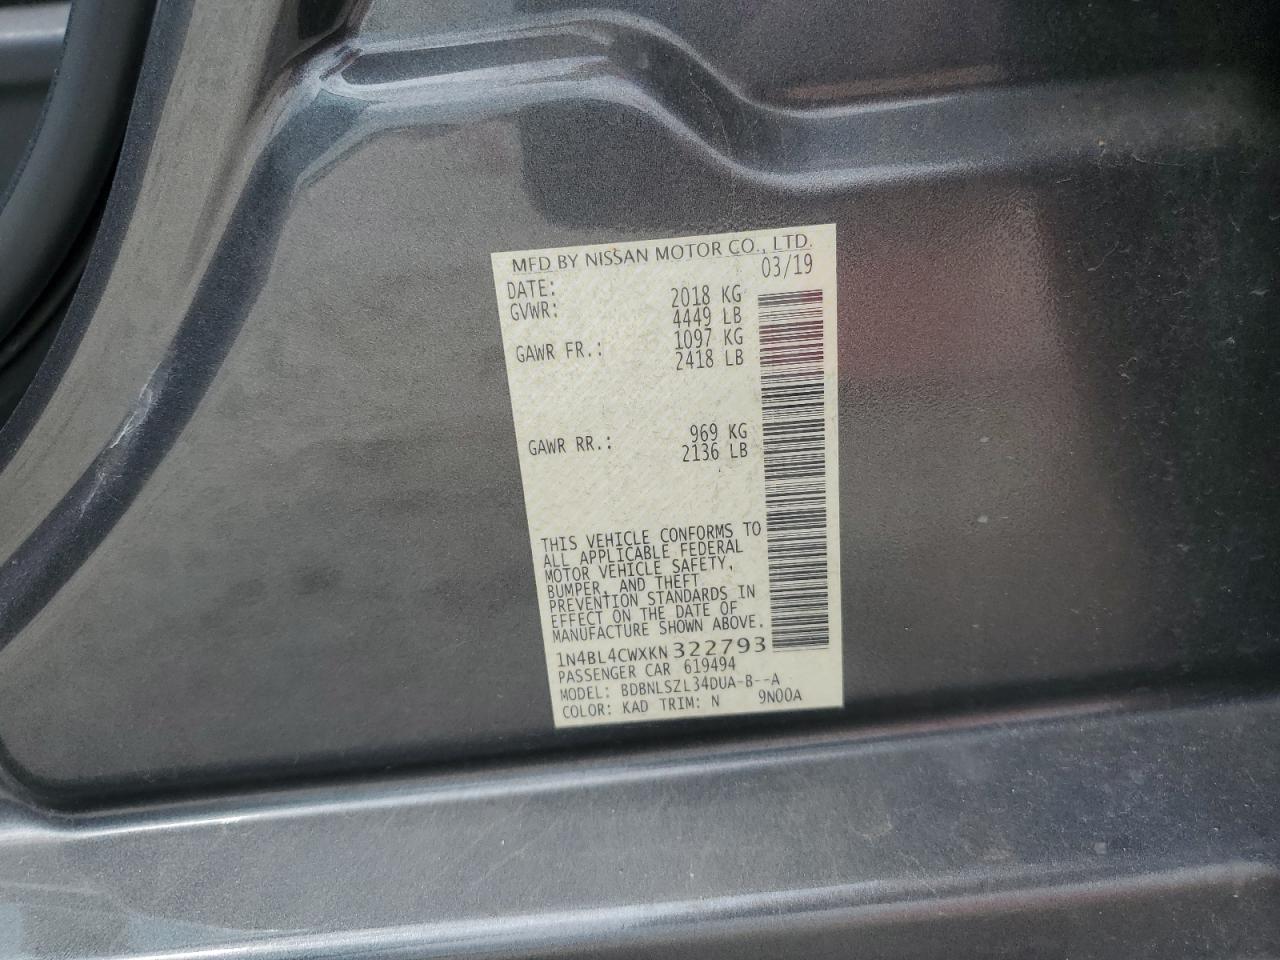 MFD BY NISSAN MOTOR CO., LTD.
DATE: 03/19
GVWR: 2018 KG
4449 LB
GAWR FR.: 1097 KG
2418 LB
GAWR RR.: 969 KG
2136 LB
THIS VEHICLE CONFORMS TO
ALL APPLICABLE FEDERAL
MOTOR VEHICLE SAFETY,
BUMPER, AND THEFT
PREVENTION STANDARDS IN
EFFECT ON THE DATE OF
MANUFACTURE SHOWN ABOVE.
1N4BL4CWXKN322793
PASSENGER CAR 619494
MODEL: BDBNLSZL34DUA-B--A
COLOR: KAD TRIM: N 9N00A